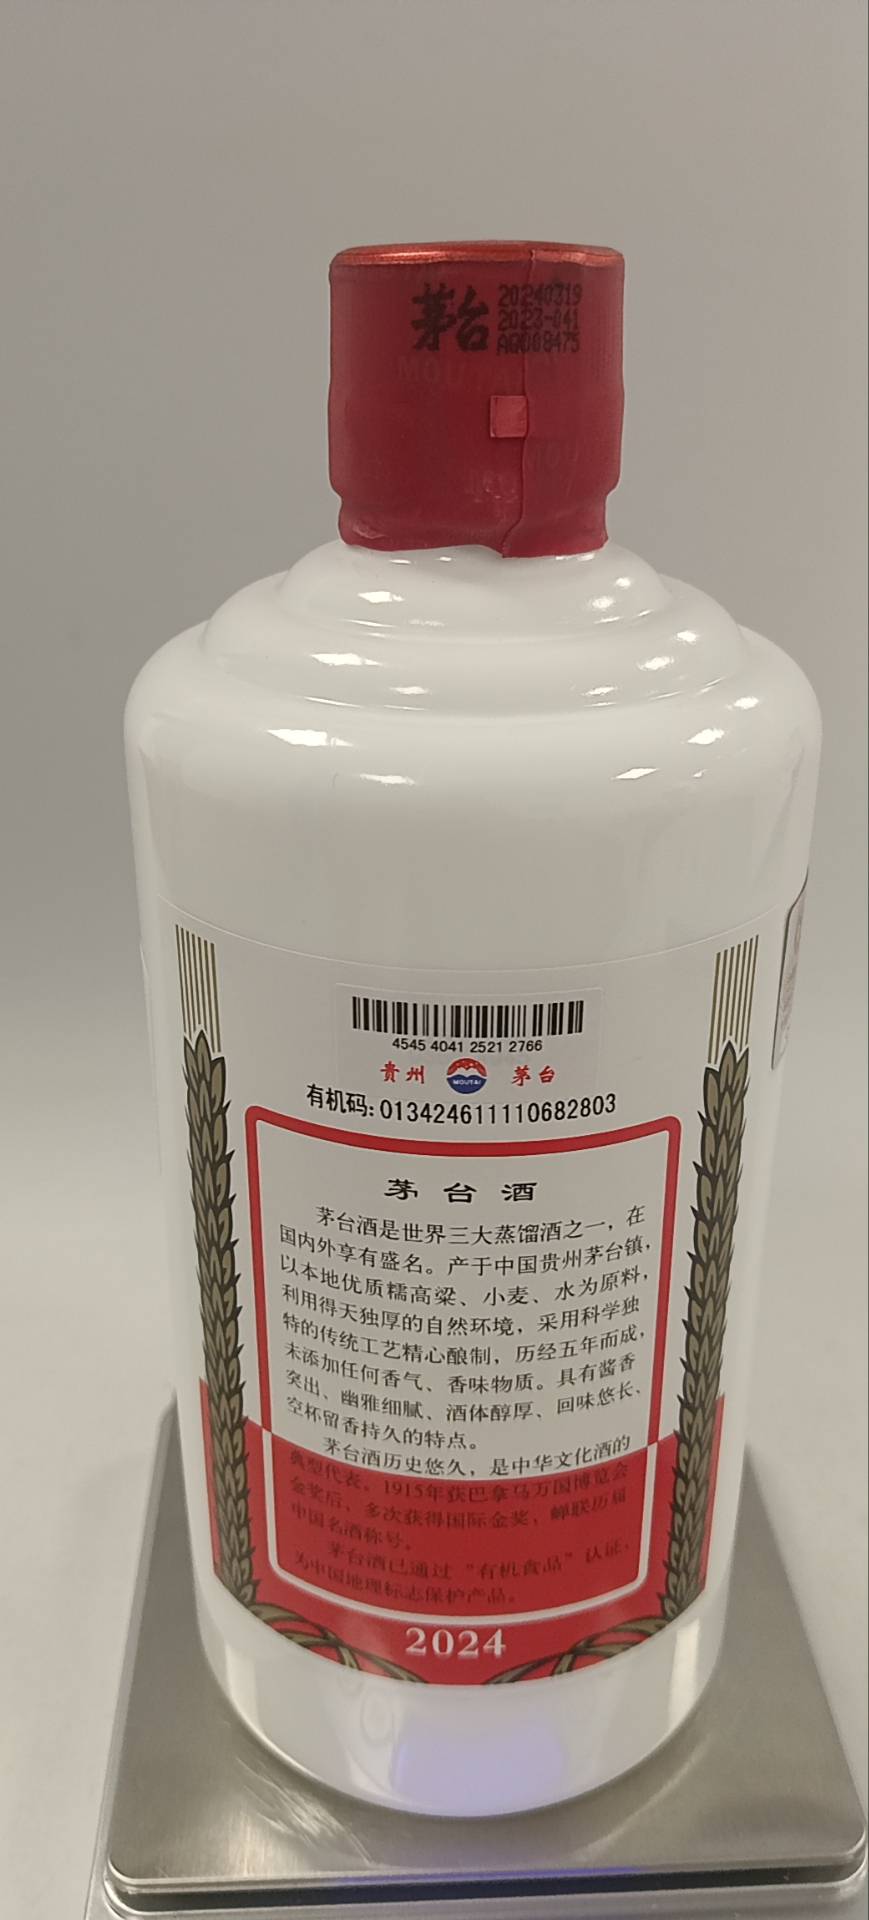 茅台
20240319
2023-041
AQ008475
MOUTAI
4545 4041 2521 2766
贵州 MOUTAI 茅台
有机码:013424611110682803
茅台酒
茅台酒是世界三大蒸馏酒之一，在
国内外享有盛名。产于中国贵州茅台镇，
以本地优质糯高粱、小麦、水为原料，
利用得天独厚的自然环境，采用科学独
特的传统工艺精心酿制，历经五年而成，
未添加任何香气、香味物质。具有酱香
突出、幽雅细腻、酒体醇厚、回味悠长、
空杯留香持久的特点。
茅台酒历史悠久，是中华文化酒的
典型代表。1915年获巴拿马万国博览会
金奖后，多次获得国际金奖，蝉联历届
中国名酒称号。
茅台酒已通过“有机食品”认证，
为中国地理标志保护产品。
2024